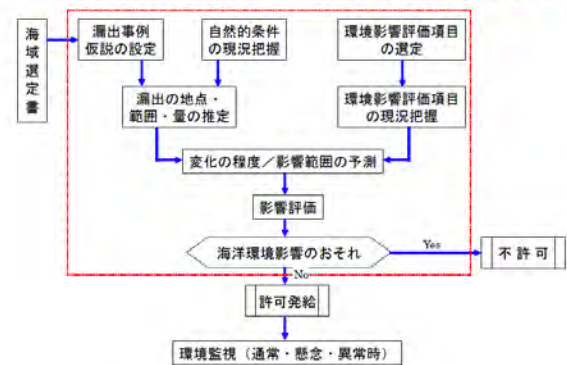 海域選定書
漏出事例
仮説の設定
自然的条件
の現況把握
環境影響評価項目
の選定
漏出の地点・
範囲・量の推定
環境影響評価項目
の現況把握
変化の程度／影響範囲の予測
影響評価
海洋環境影響のおそれ
Yes
不許可
No
許可発給
環境監視（通常・懸念・異常時）